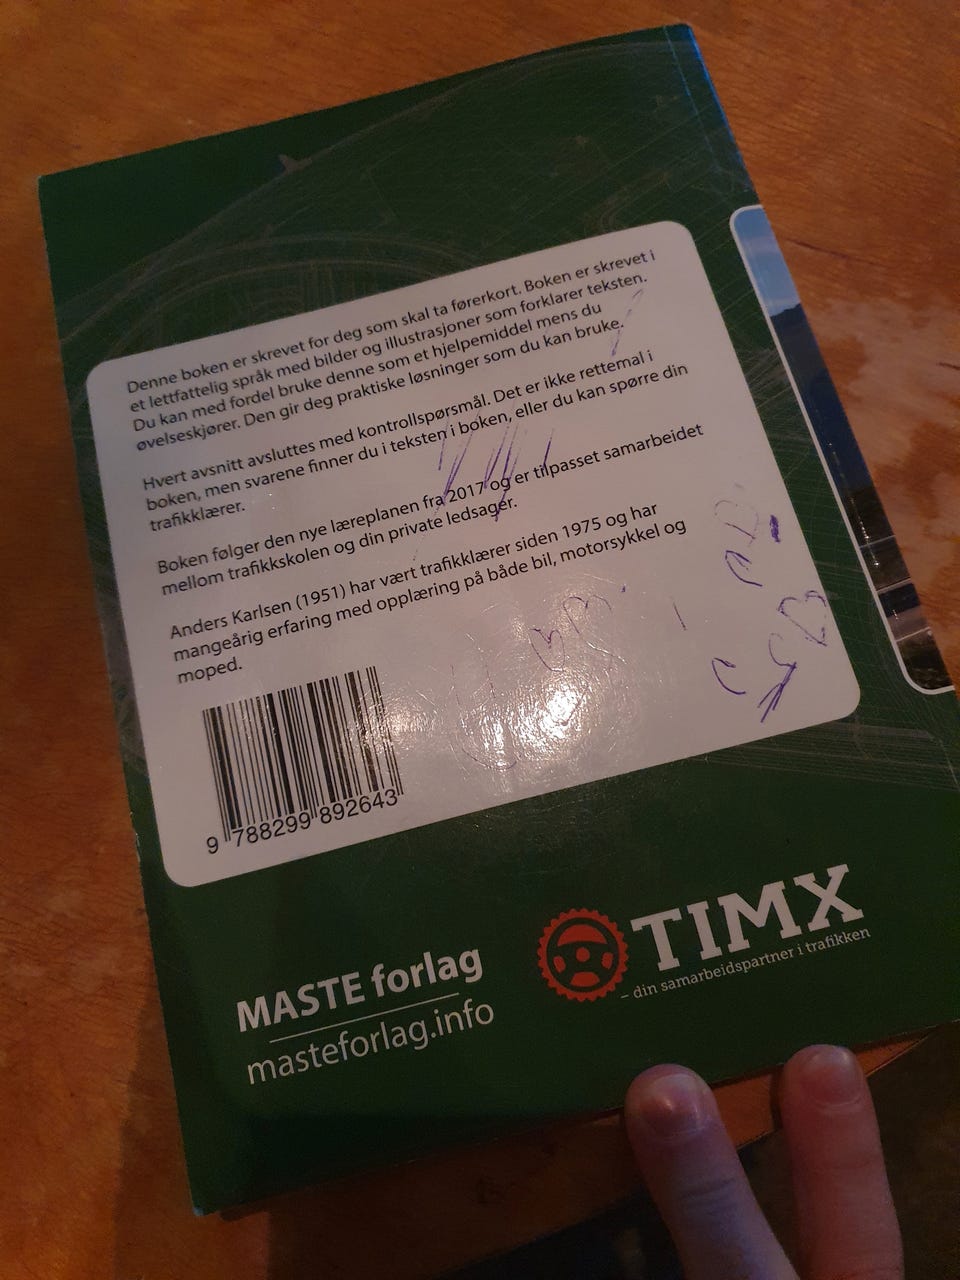 Denne boken er skrevet for deg som skal ta førerkort. Boken er skrevet i
et lettfattelig språk med bilder og illustrasjoner som forklarer teksten.
Du kan med fordel bruke denne som et hjelpemiddel mens du
øvelseskjører. Den gir deg praktiske løsninger som du kan bruke.
Hvert avsnitt avsluttes med kontrollspørsmål. Det er ikke rettemal i
boken, men svarene finner du i teksten i boken, eller du kan spørre din
trafikklærer.
Boken følger den nye læreplanen fra 2017 og er tilpasset samarbeidet
mellom trafikkskolen og din private ledsager.
Anders Karlsen (1951) har vært trafikklærer siden 1975 og har
mangeårig erfaring med opplæring på både bil, motorsykkel og
moped.
9 788299 892643
MASTE forlag
masteforlag.info
TIMX
– din samarbeidspartner i trafikken